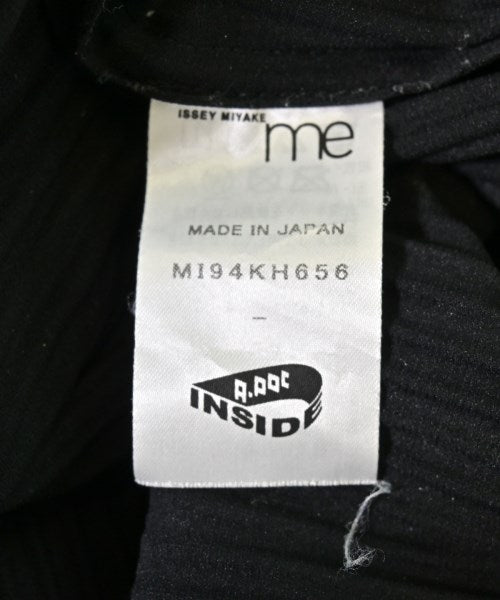 ISSEY MIYAKE
me
MADE IN JAPAN
MI94KH656
–
A·POC
INSIDE